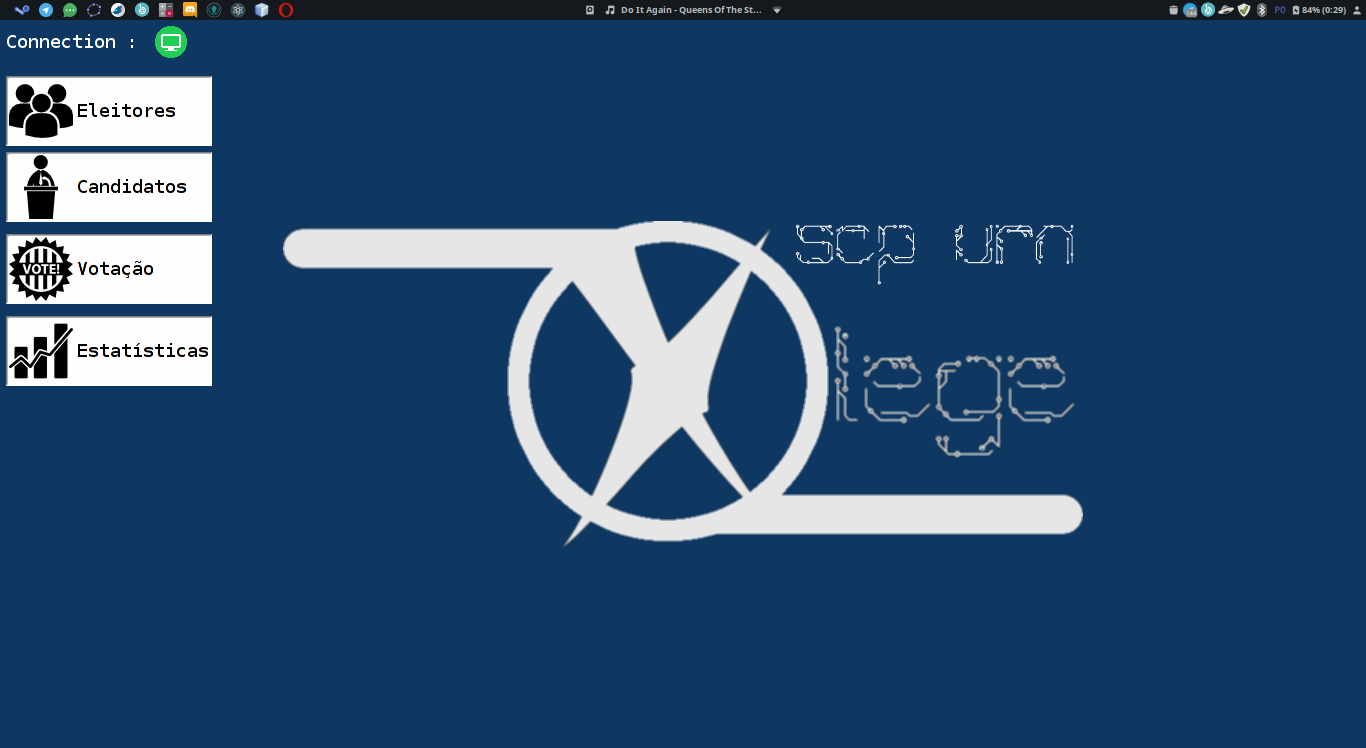 Do It Again - Queens Of The St...
PO 84% (0:29)
Connection :
Eleitores
Candidatos
VOTE!
Votação
Estatísticas
scp urn
lege